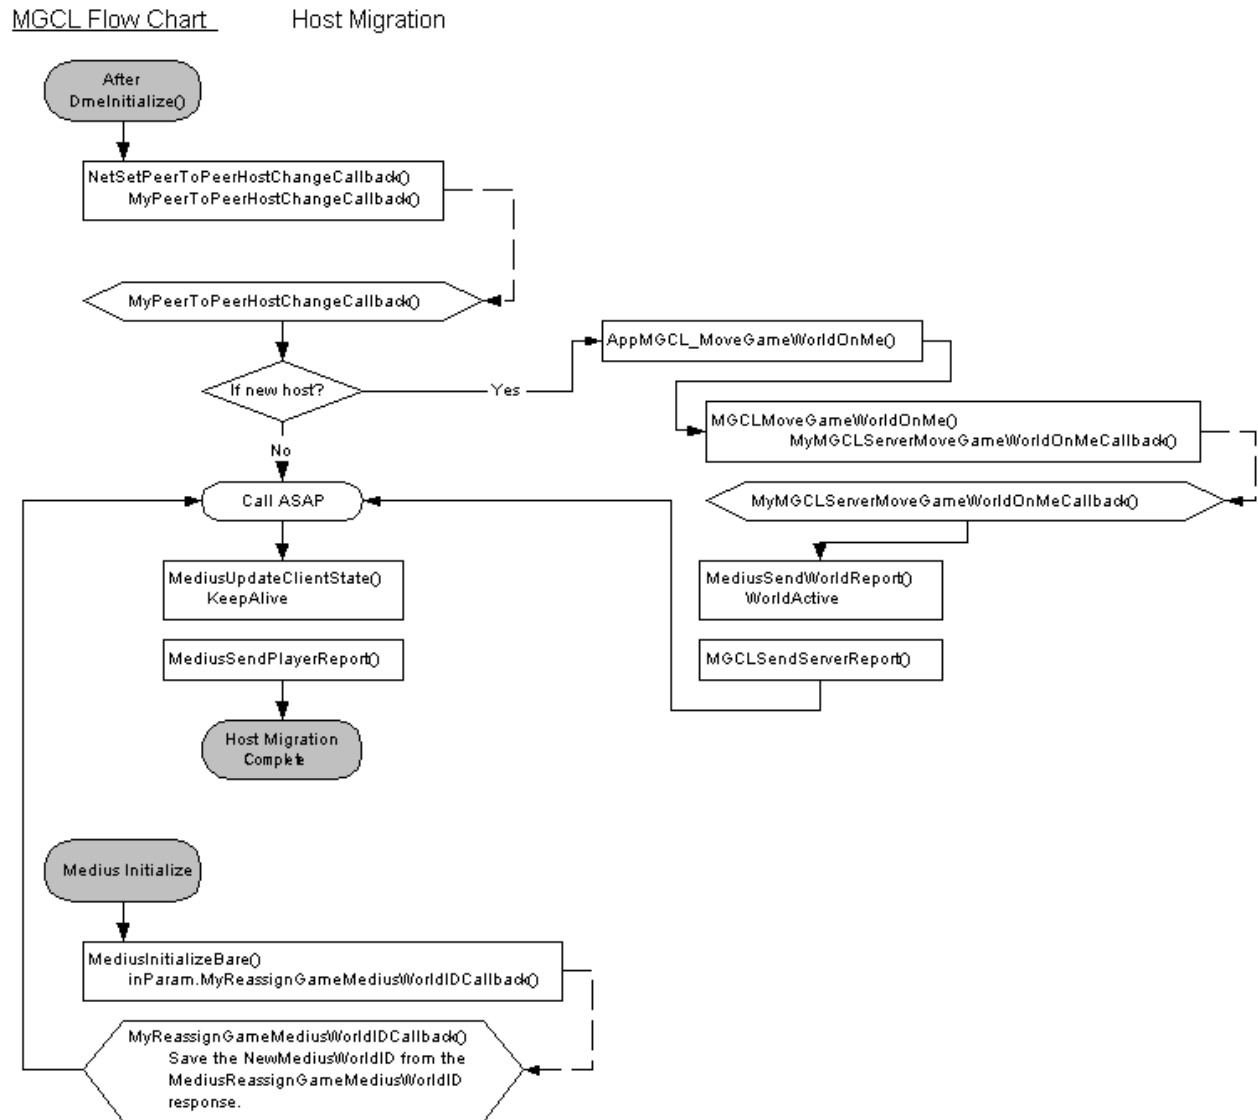 MGCL Flow Chart Host Migration
After
DmeInitialize()
NetSetPeerToPeerHostChangeCallback()
MyPeerToPeerHostChangeCallback()
MyPeerToPeerHostChangeCallback()
AppMGCL_MoveGameWorldOnMe()
If new host?
Yes
MGCLMoveGameWorldOnMe()
MyMGCLServerMoveGameWorldOnMeCallback()
No
Call ASAP
MyMGCLServerMoveGameWorldOnMeCallback()
MediusUpdateClientState()
KeepAlive
MediusSendWorldReport()
WorldActive
MediusSendPlayerReport()
MGCLSendServerReport()
Host Migration
Complete
Medius Initialize
MediusInitializeBare()
inParam.MyReassignGameMediusWorldIDCallback()
MyReassignGameMediusWorldIDCallback()
Save the NewMediusWorldID from the
MediusReassignGameMediusWorldID
response.